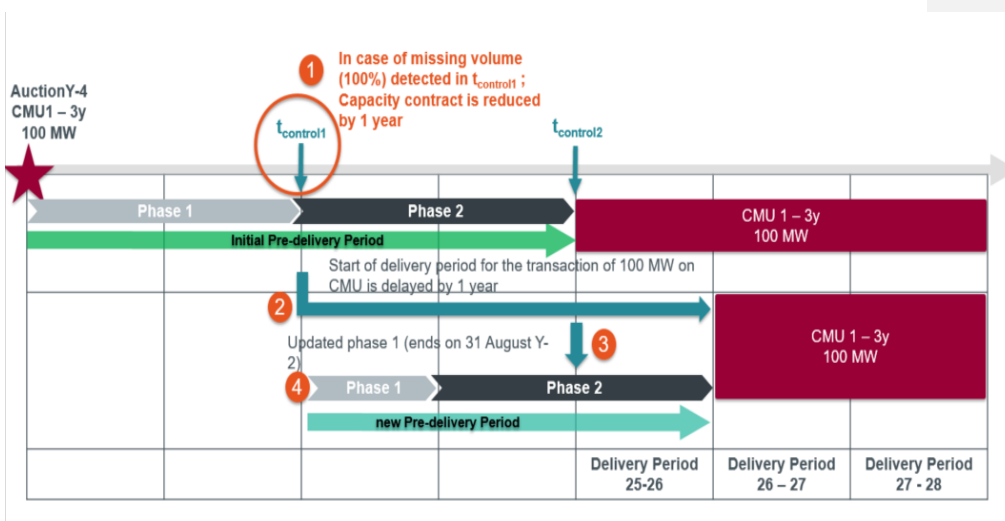 1
In case of missing volume
(100%) detected in tcontrol1 ;
Capacity contract is reduced
by 1 year
AuctionY-4
CMU1 – 3y
100 MW
tcontrol1
tcontrol2
Phase 1
Phase 2
CMU 1 – 3y
100 MW
Initial Pre-delivery Period
Start of delivery period for the transaction of 100 MW on
CMU is delayed by 1 year
2
Updated phase 1 (ends on 31 August Y-
2)
3
CMU 1 – 3y
100 MW
4
Phase 1
Phase 2
new Pre-delivery Period
Delivery Period
25-26
Delivery Period
26 – 27
Delivery Period
27 - 28